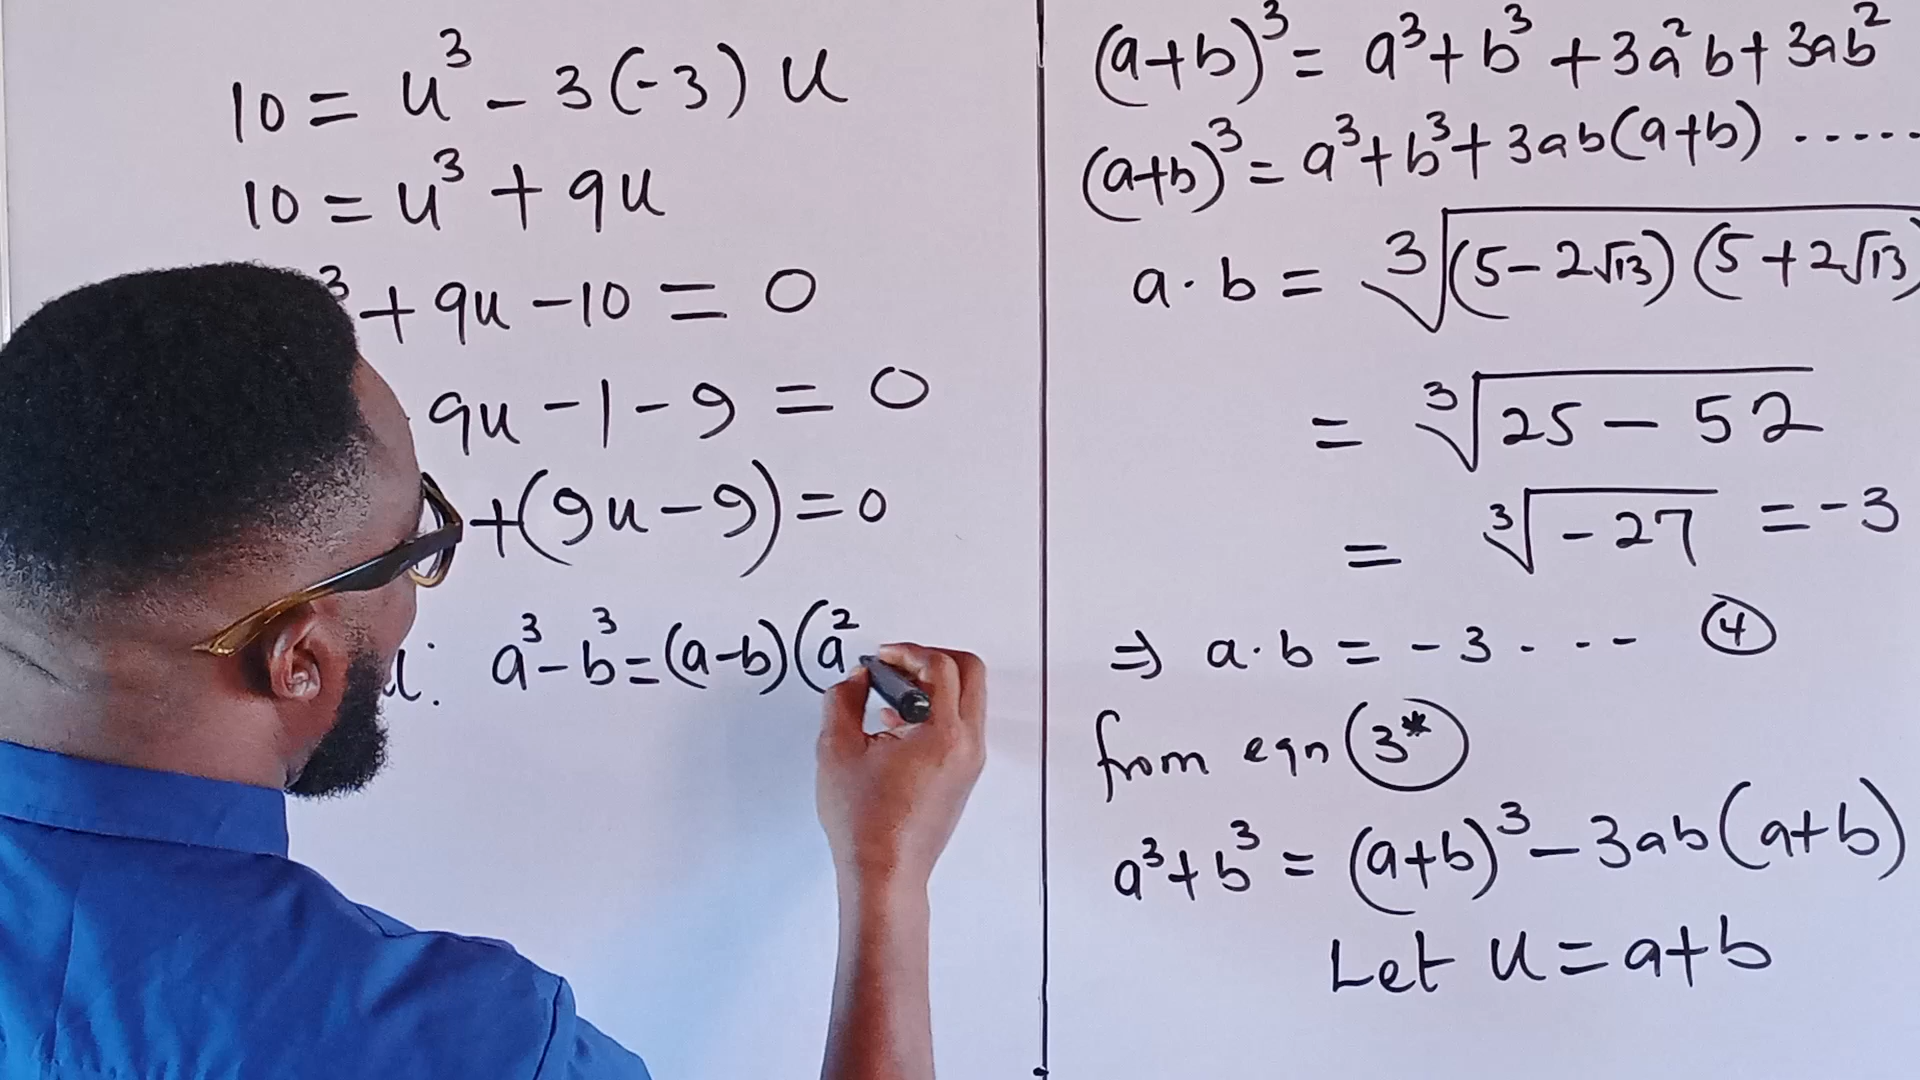 10 = u³ - 3(-3) u
10 = u³ + 9u
³ + 9u - 10 = 0
9u - 1 - 9 = 0
+(9u - 9) = 0
: a³ - b³ = (a-b)(a²
(a+b)³ = a³ + b³ + 3a²b + 3ab²
(a+b)³ = a³ + b³ + 3ab(a+b) .....
a·b = ∛(5-2√13)(5+2√13)
= ∛25 - 52
= ∛-27 = -3
⇒ a·b = -3 - - - ④
from eqn (3*)
a³ + b³ = (a+b)³ - 3ab(a+b)
Let u = a+b